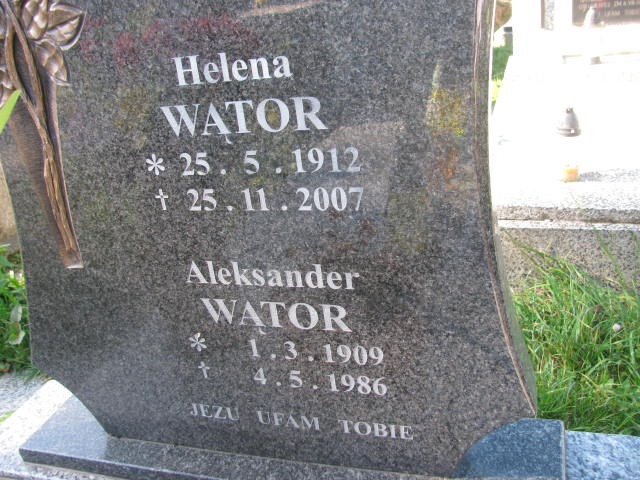 Helena
WĄTOR
* 25.5.1912
† 25.11.2007
Aleksander
WĄTOR
* 1.3.1909
† 4.5.1986
JEZU UFAM TOBIE